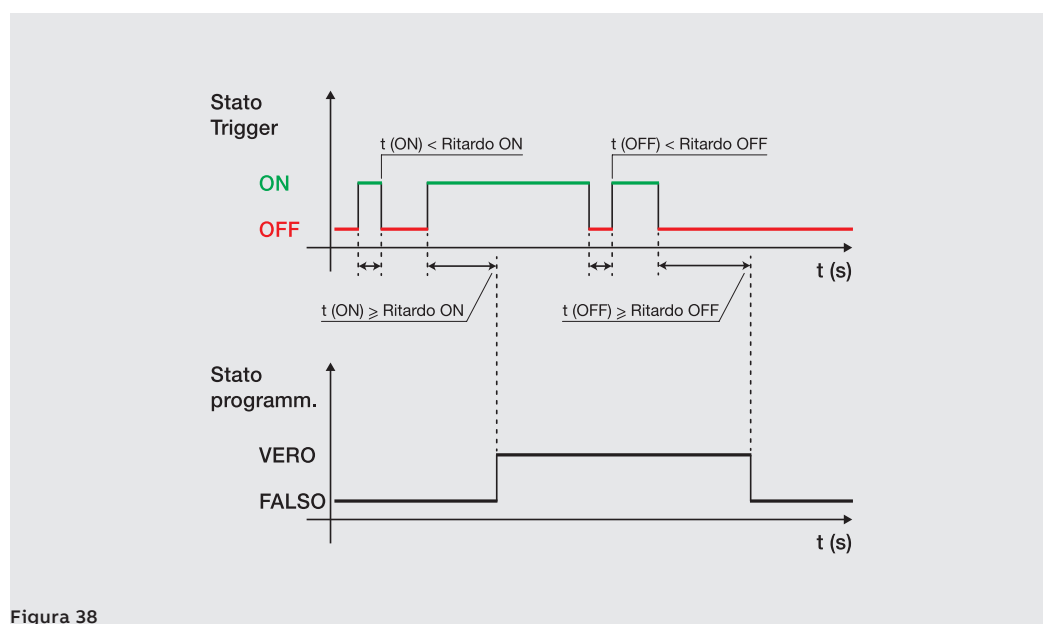 Stato
Trigger
t (ON) < Ritardo ON
t (OFF) < Ritardo OFF
ON
OFF
t (s)
t (ON) ⩾ Ritardo ON
t (OFF) ⩾ Ritardo OFF
Stato
programm.
VERO
FALSO
t (s)
Figura 38